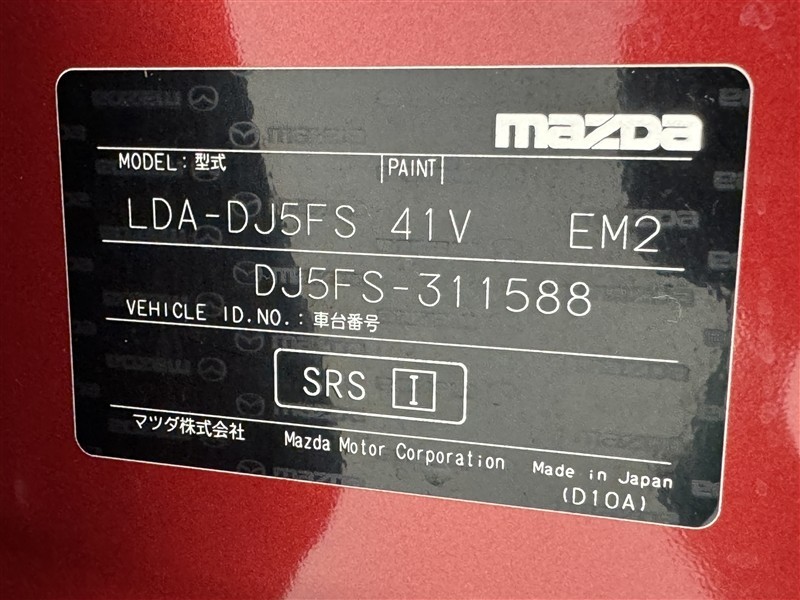 mazda
MODEL: 型式 PAINT
LDA-DJ5FS 41V EM2
DJ5FS-311588
VEHICLE ID.NO.: 車台番号
SRS I
マツダ株式会社 Mazda Motor Corporation Made in Japan
(D10A)